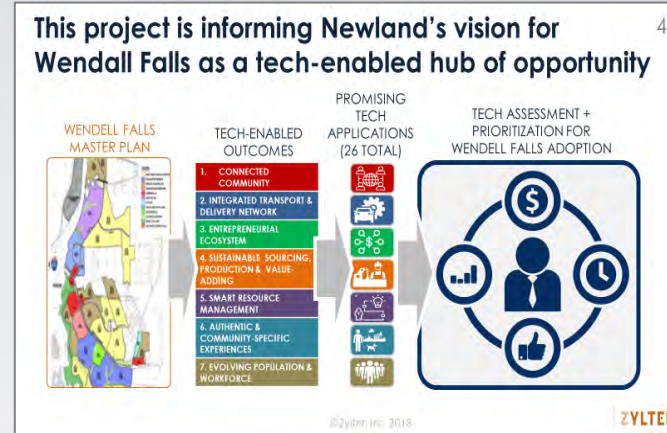 This project is informing Newland's vision for
Wendall Falls as a tech-enabled hub of opportunity
4
WENDELL FALLS
MASTER PLAN
TECH-ENABLED
OUTCOMES
1. CONNECTED
COMMUNITY
2. INTEGRATED TRANSPORT &
DELIVERY NETWORK
3. ENTREPRENEURIAL
ECOSYSTEM
4. SUSTAINABLE SOURCING,
PRODUCTION & VALUE-
ADDING
5. SMART RESOURCE
MANAGEMENT
6. AUTHENTIC &
COMMUNITY-SPECIFIC
EXPERIENCES
7. EVOLVING POPULATION &
WORKFORCE
PROMISING
TECH
APPLICATIONS
(26 TOTAL)
TECH ASSESSMENT +
PRIORITIZATION FOR
WENDELL FALLS ADOPTION
$
$
©Zylter, Inc. 2018
ZYLTER